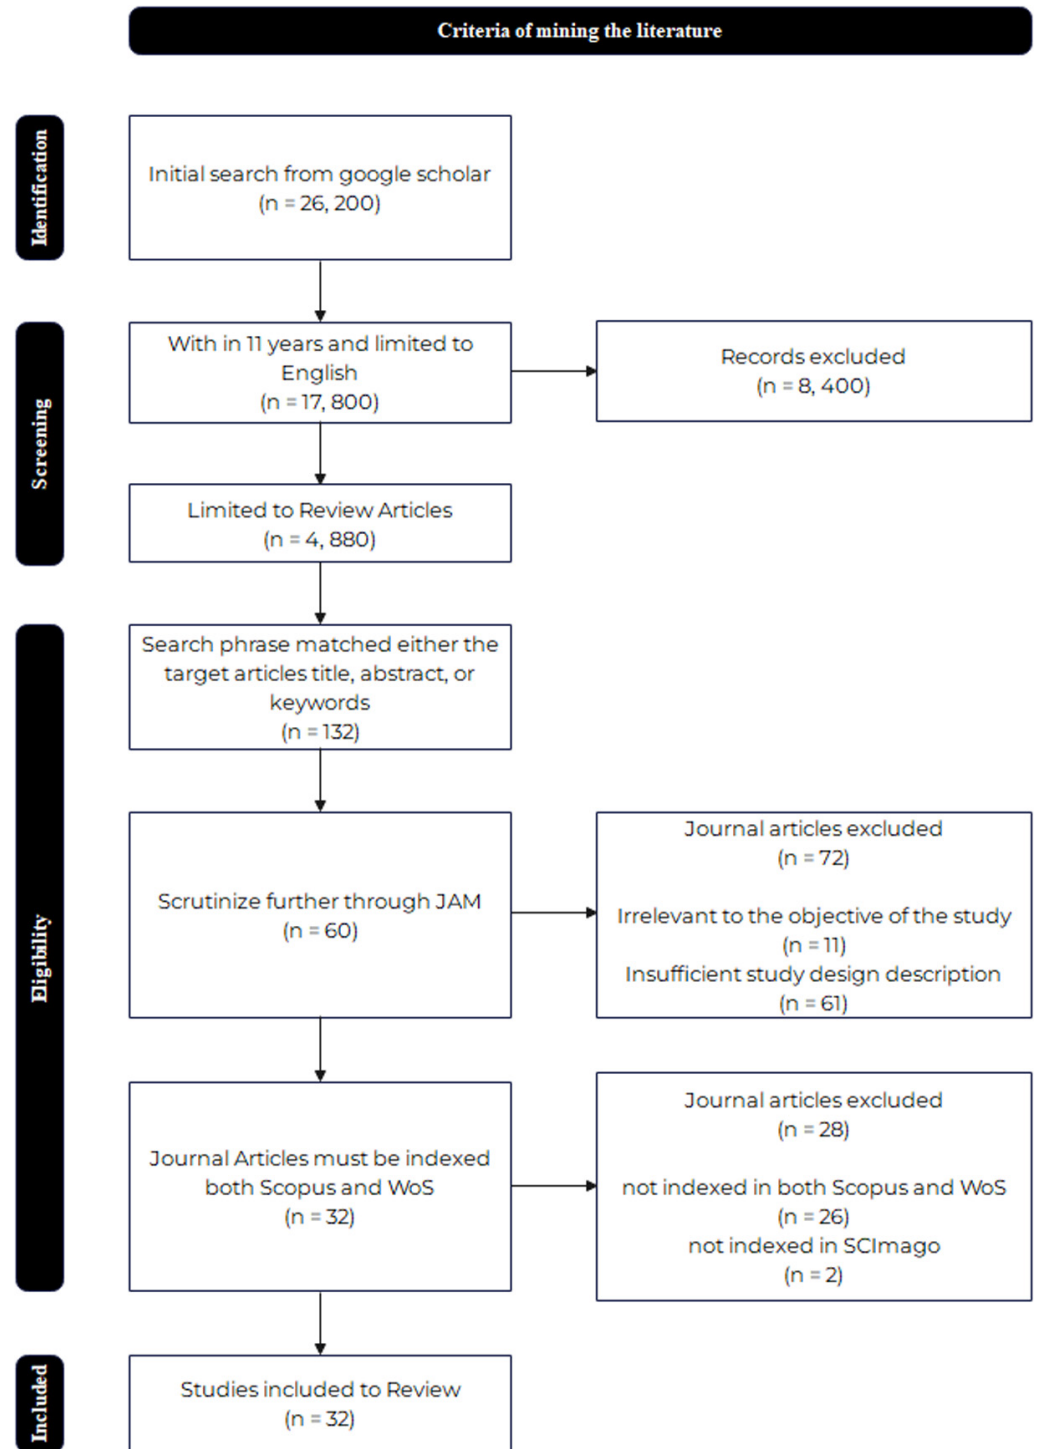 Criteria of mining the literature
Identification
Initial search from google scholar
(n = 26, 200)
Screening
With in 11 years and limited to
English
(n = 17, 800)
Records excluded
(n = 8, 400)
Limited to Review Articles
(n = 4, 880)
Eligibility
Search phrase matched either the
target articles title, abstract, or
keywords
(n = 132)
Scrutinize further through JAM
(n = 60)
Journal articles excluded
(n = 72)
Irrelevant to the objective of the study
(n = 11)
Insufficient study design description
(n = 61)
Journal Articles must be indexed
both Scopus and WoS
(n = 32)
Journal articles excluded
(n = 28)
not indexed in both Scopus and WoS
(n = 26)
not indexed in SCImago
(n = 2)
Included
Studies included to Review
(n = 32)